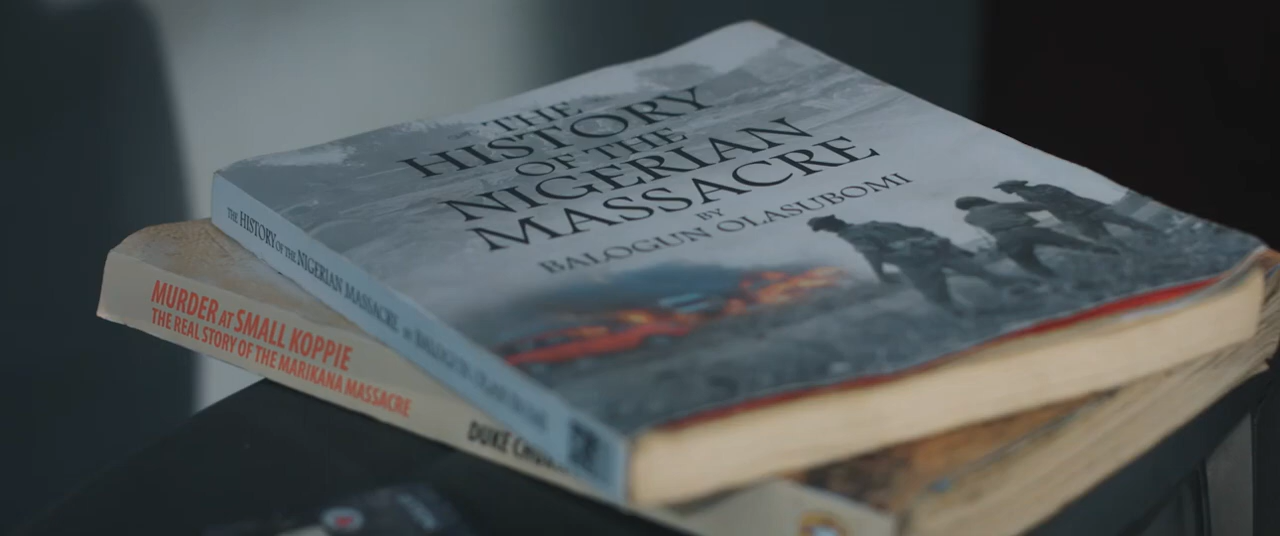 THE
HISTORY
OF THE
NIGERIAN
MASSACRE
BY
BALOGUN OLASUBOMI
THE HISTORY OF THE NIGERIAN MASSACRE
MURDER AT SMALL KOPPIE
THE REAL STORY OF THE MARIKANA MASSACRE
DUKE